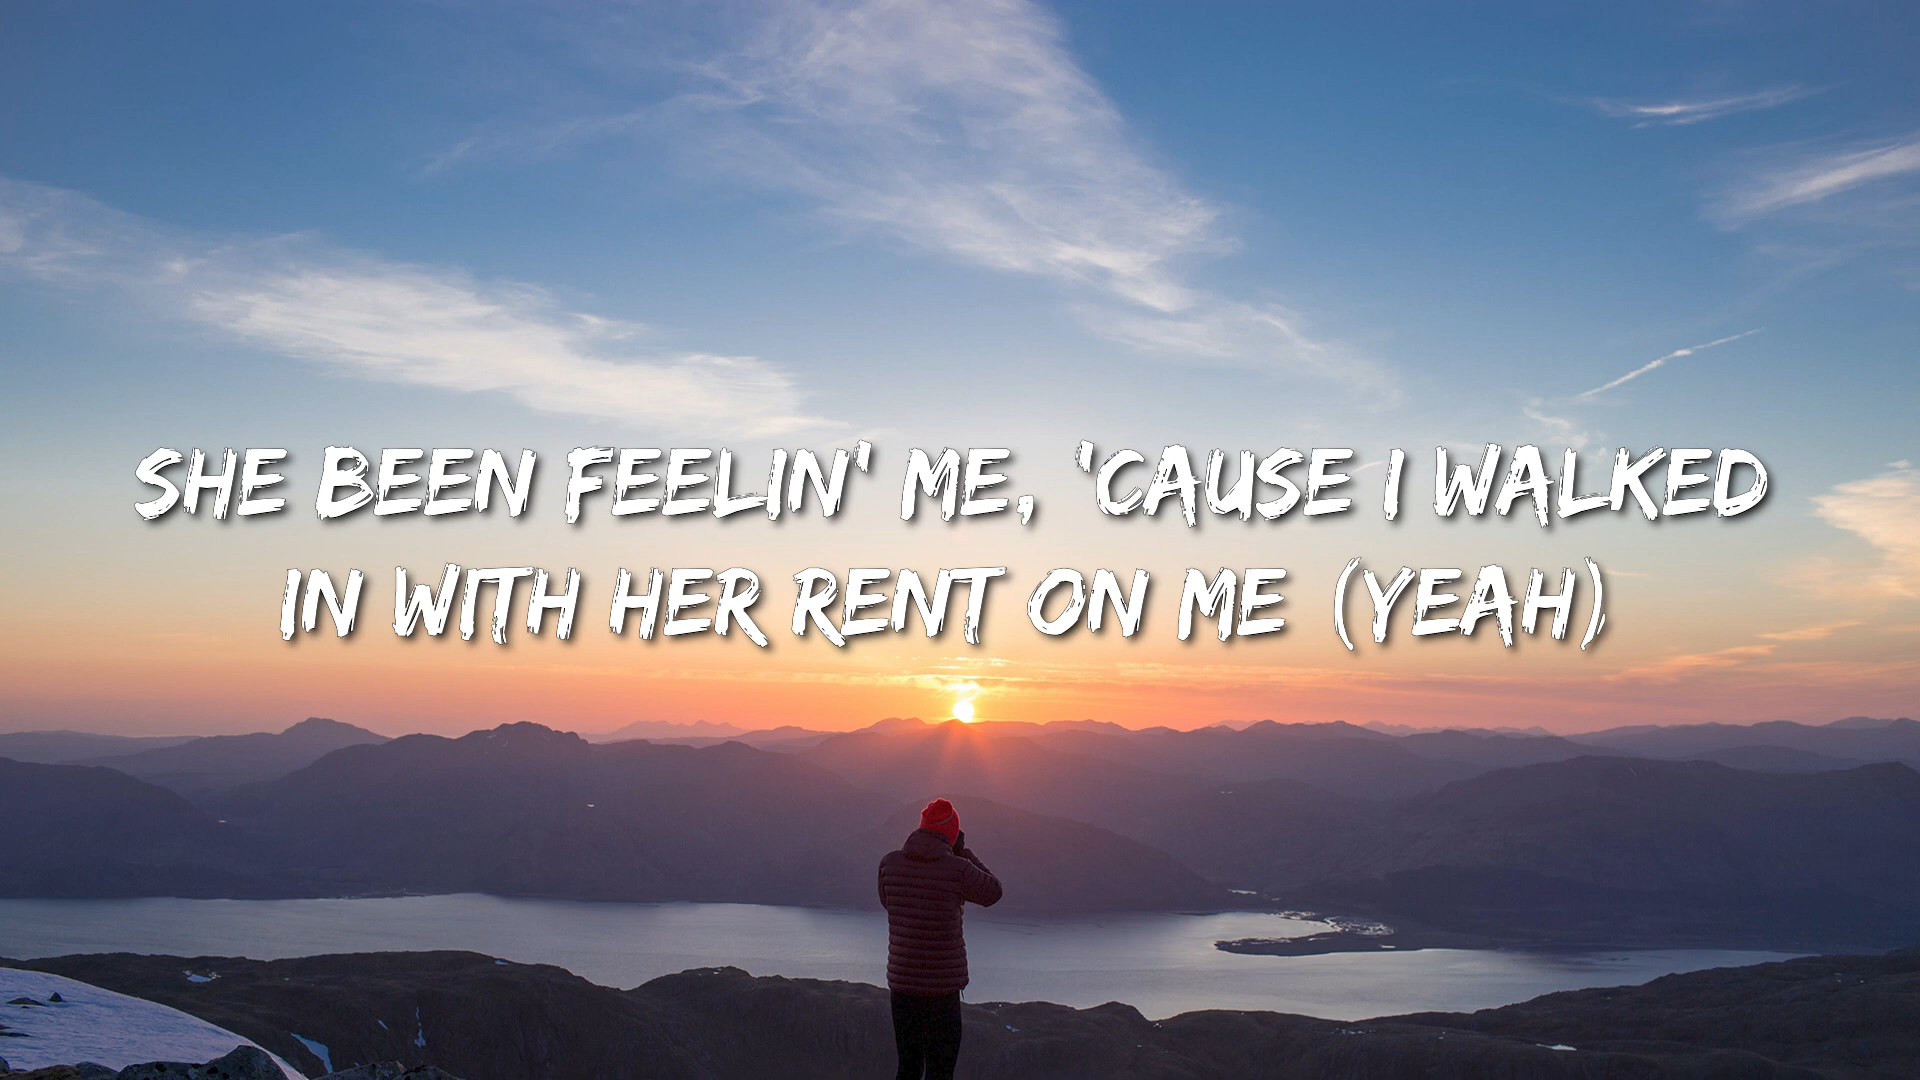 SHE BEEN FEELIN' ME, 'CAUSE I WALKED
IN WITH HER RENT ON ME (YEAH)